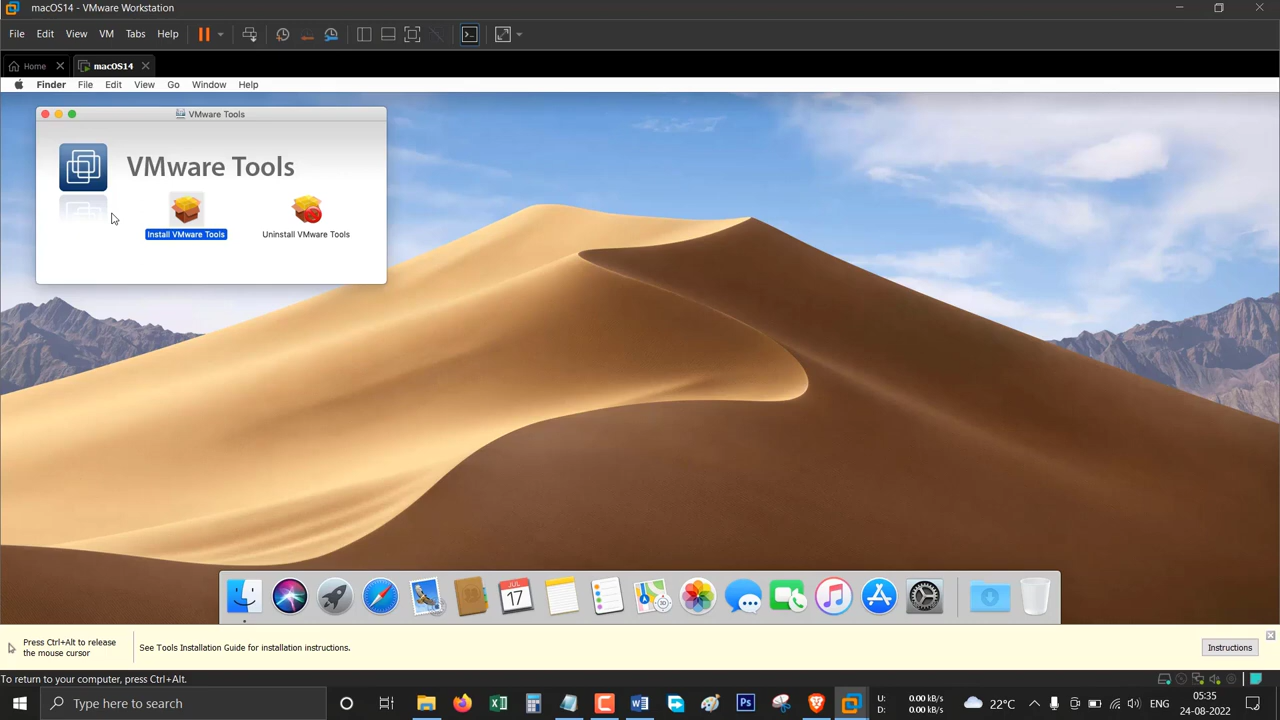 macOS14 - VMware Workstation
File Edit View VM Tabs Help
Home macOS14
Finder File Edit View Go Window Help
VMware Tools
VMware Tools
Install VMware Tools Uninstall VMware Tools
JUL
17
Press Ctrl+Alt to release
the mouse cursor
See Tools Installation Guide for installation instructions.
Instructions
To return to your computer, press Ctrl+Alt.
Type here to search
Ps
U: 0.00 kB/s
D: 0.00 kB/s
22°C
ENG
05:35
24-08-2022